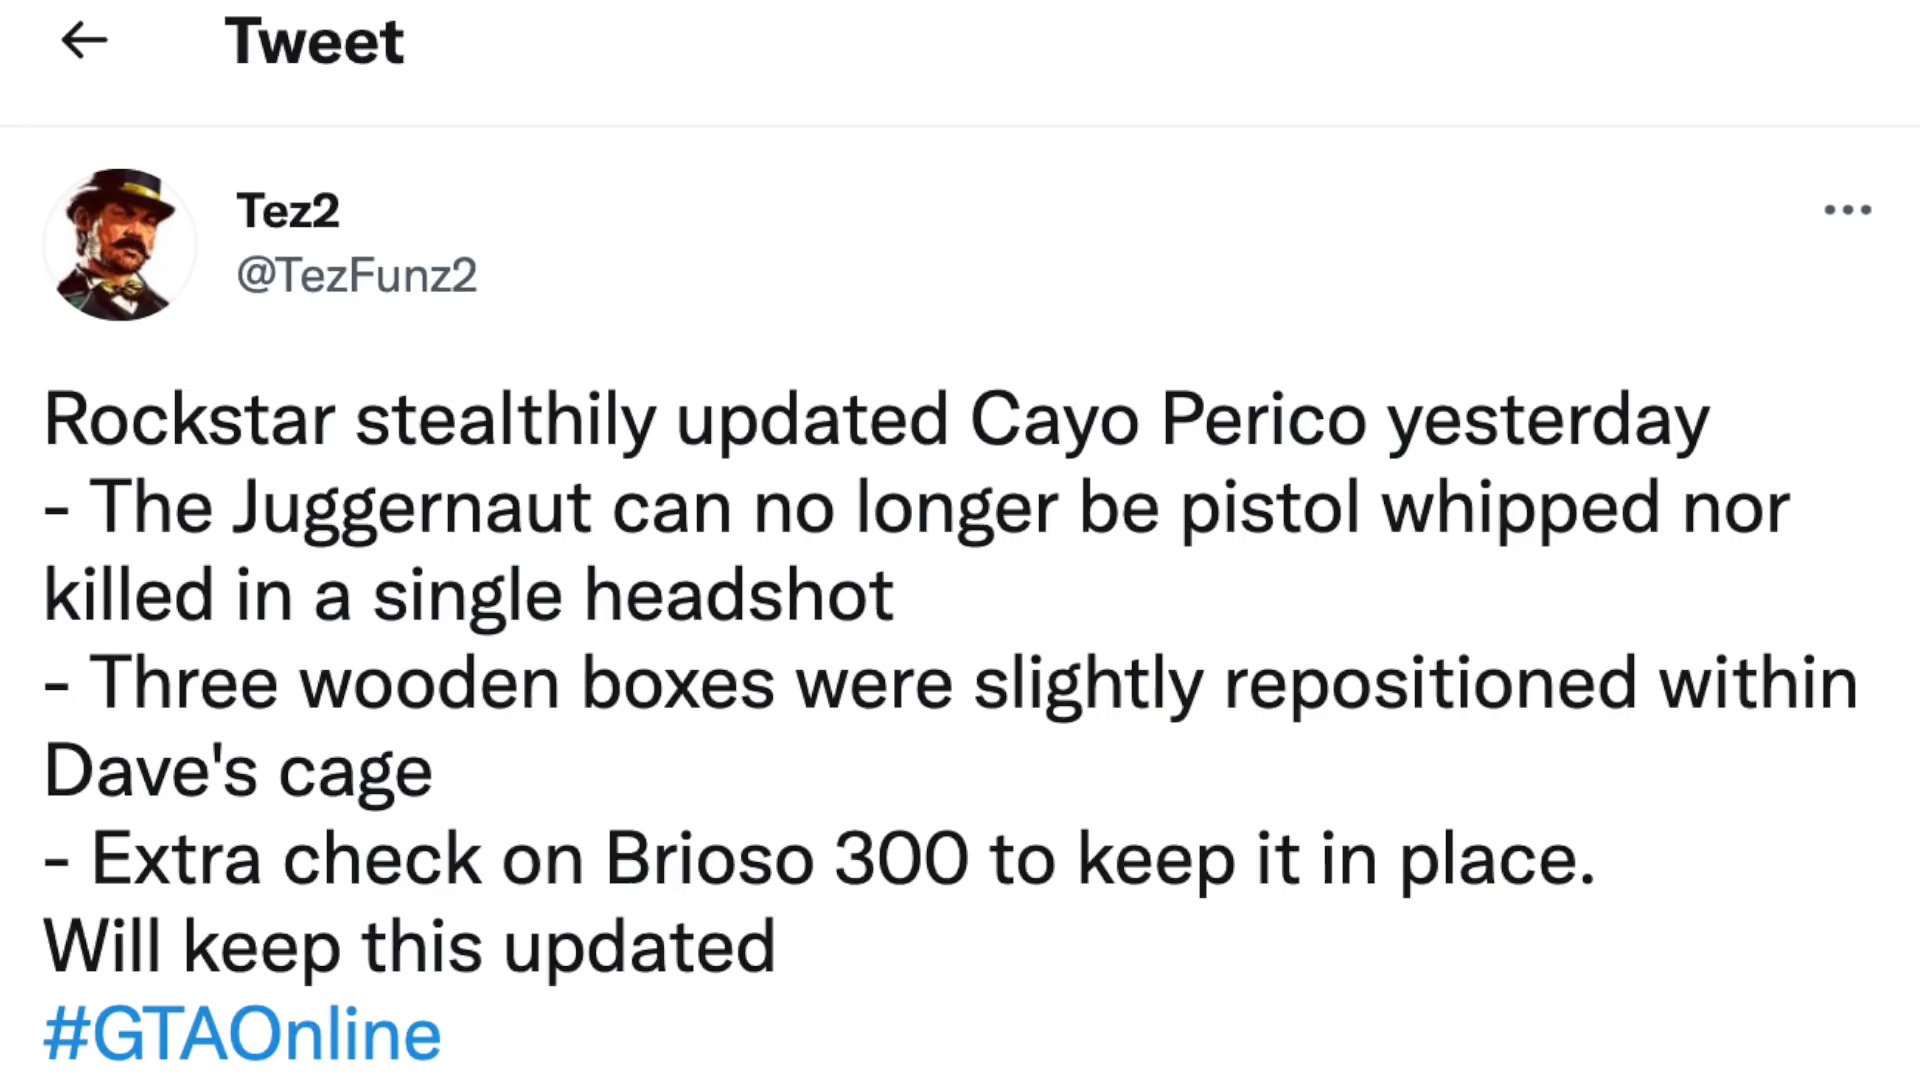 Tweet
Tez2
@TezFunz2
Rockstar stealthily updated Cayo Perico yesterday
- The Juggernaut can no longer be pistol whipped nor
killed in a single headshot
- Three wooden boxes were slightly repositioned within
Dave's cage
- Extra check on Brioso 300 to keep it in place.
Will keep this updated
#GTAOnline